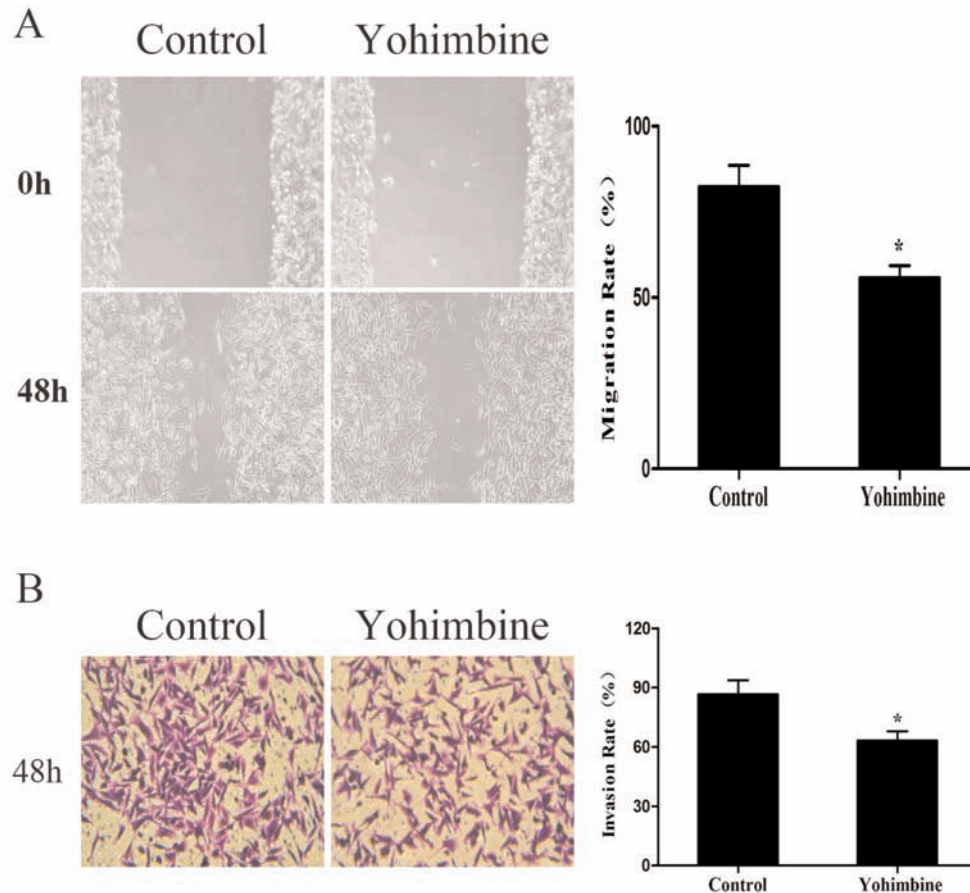 A
Control Yohimbine
0h
48h
Migration Rate (%)
100
50
0
Control Yohimbine
*
B
Control Yohimbine
48h
Invasion Rate (%)
120
90
60
30
0
Control Yohimbine
*